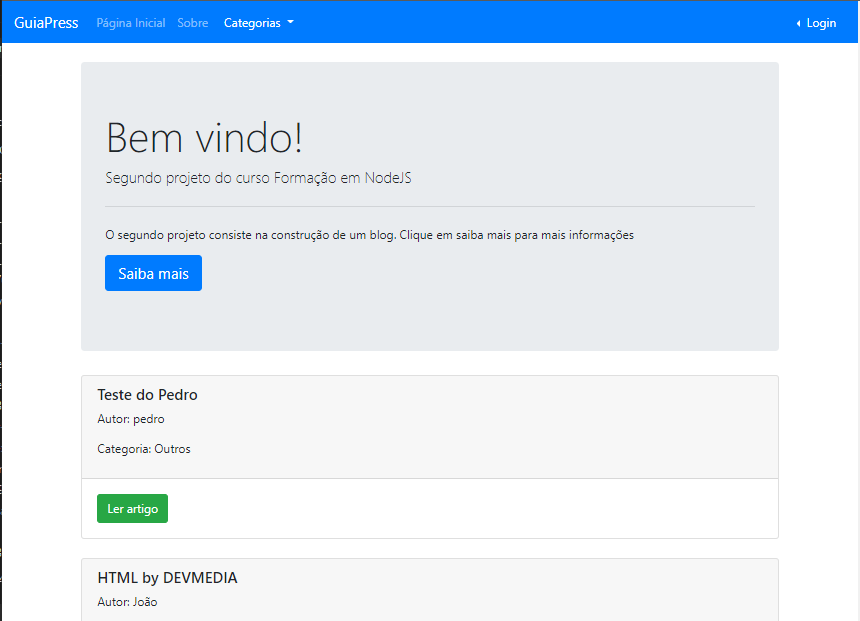 GuiaPress Página Inicial Sobre Categorias Login
Bem vindo!
Segundo projeto do curso Formação em NodeJS
O segundo projeto consiste na construção de um blog. Clique em saiba mais para mais informações
Saiba mais
Teste do Pedro
Autor: pedro
Categoria: Outros
Ler artigo
HTML by DEVMEDIA
Autor: João